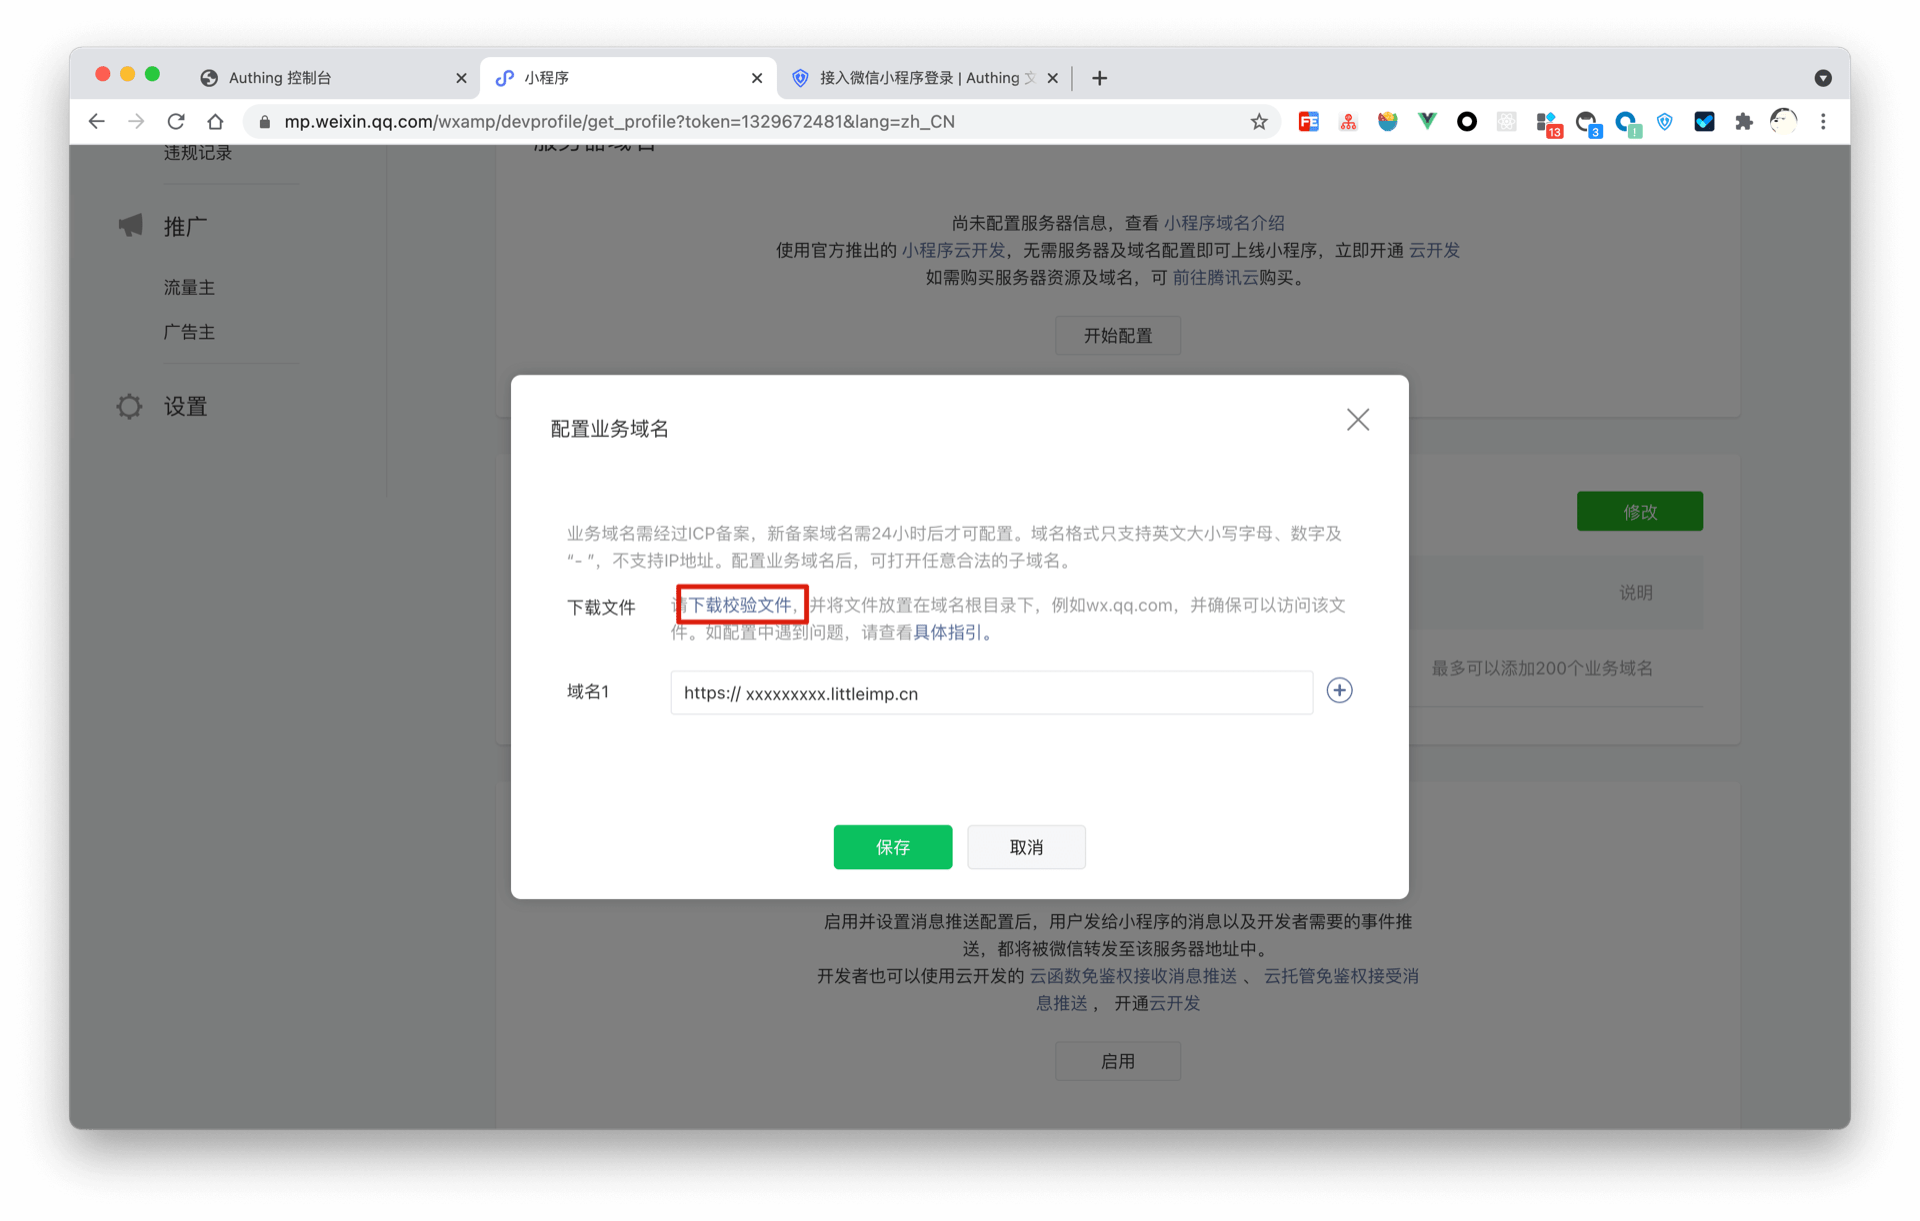 Authing 控制台
小程序
接入微信小程序登录 | Authing 文
mp.weixin.qq.com/wxamp/devprofile/get_profile?token=1329672481&lang=zh_CN
FE
13
3
违规记录
服务器域名
推广
尚未配置服务器信息，查看 小程序域名介绍
使用官方推出的 小程序云开发，无需服务器及域名配置即可上线小程序，立即开通 云开发
如需购买服务器资源及域名，可 前往腾讯云购买。
流量主
广告主
开始配置
设置
配置业务域名
修改
业务域名需经过ICP备案，新备案域名需24小时后才可配置。域名格式只支持英文大小写字母、数字及
“- ”，不支持IP地址。配置业务域名后，可打开任意合法的子域名。
说明
下载文件
请下载校验文件，并将文件放置在域名根目录下，例如wx.qq.com，并确保可以访问该文
件。如配置中遇到问题，请查看具体指引。
最多可以添加200个业务域名
域名1
https:// xxxxxxxxx.littleimp.cn
保存
取消
启用并设置消息推送配置后，用户发给小程序的消息以及开发者需要的事件推
送，都将被微信转发至该服务器地址中。
开发者也可以使用云开发的 云函数免鉴权接收消息推送 、 云托管免鉴权接受消
息推送 ， 开通云开发
启用